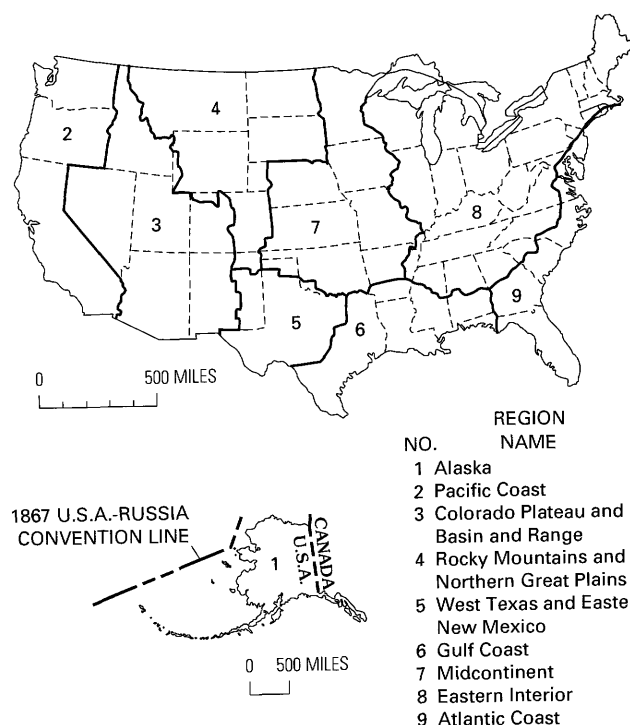 4
2
3
7
8
5
6
9
0 500 MILES
REGION
NO. NAME
1 Alaska
2 Pacific Coast
3 Colorado Plateau and
Basin and Range
4 Rocky Mountains and
Northern Great Plains
5 West Texas and Easte
New Mexico
6 Gulf Coast
7 Midcontinent
8 Eastern Interior
9 Atlantic Coast
1867 U.S.A.-RUSSIA
CONVENTION LINE
1
CANADA
U.S.A.
0 500 MILES